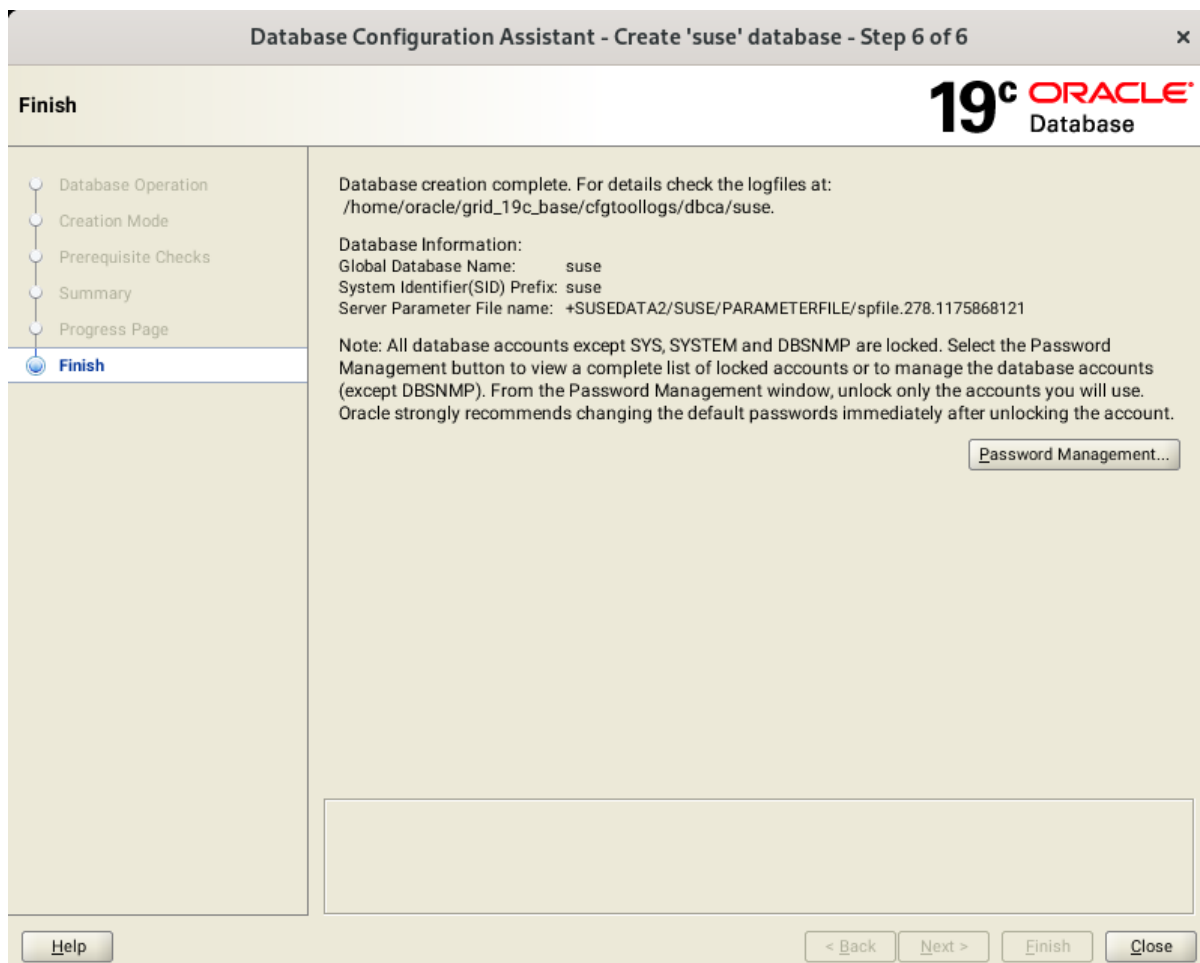 Database Configuration Assistant - Create 'suse' database - Step 6 of 6
×
Finish
19c ORACLE
Database
Database Operation
Creation Mode
Prerequisite Checks
Summary
Progress Page
Finish
Database creation complete. For details check the logfiles at:
/home/oracle/grid_19c_base/cfgtoollogs/dbca/suse.
Database Information:
Global Database Name: suse
System Identifier(SID) Prefix: suse
Server Parameter File name: +SUSEDATA2/SUSE/PARAMETERFILE/spfile.278.1175868121
Note: All database accounts except SYS, SYSTEM and DBSNMP are locked. Select the Password
Management button to view a complete list of locked accounts or to manage the database accounts
(except DBSNMP). From the Password Management window, unlock only the accounts you will use.
Oracle strongly recommends changing the default passwords immediately after unlocking the account.
Password Management...
Help
< Back
Next >
Finish
Close